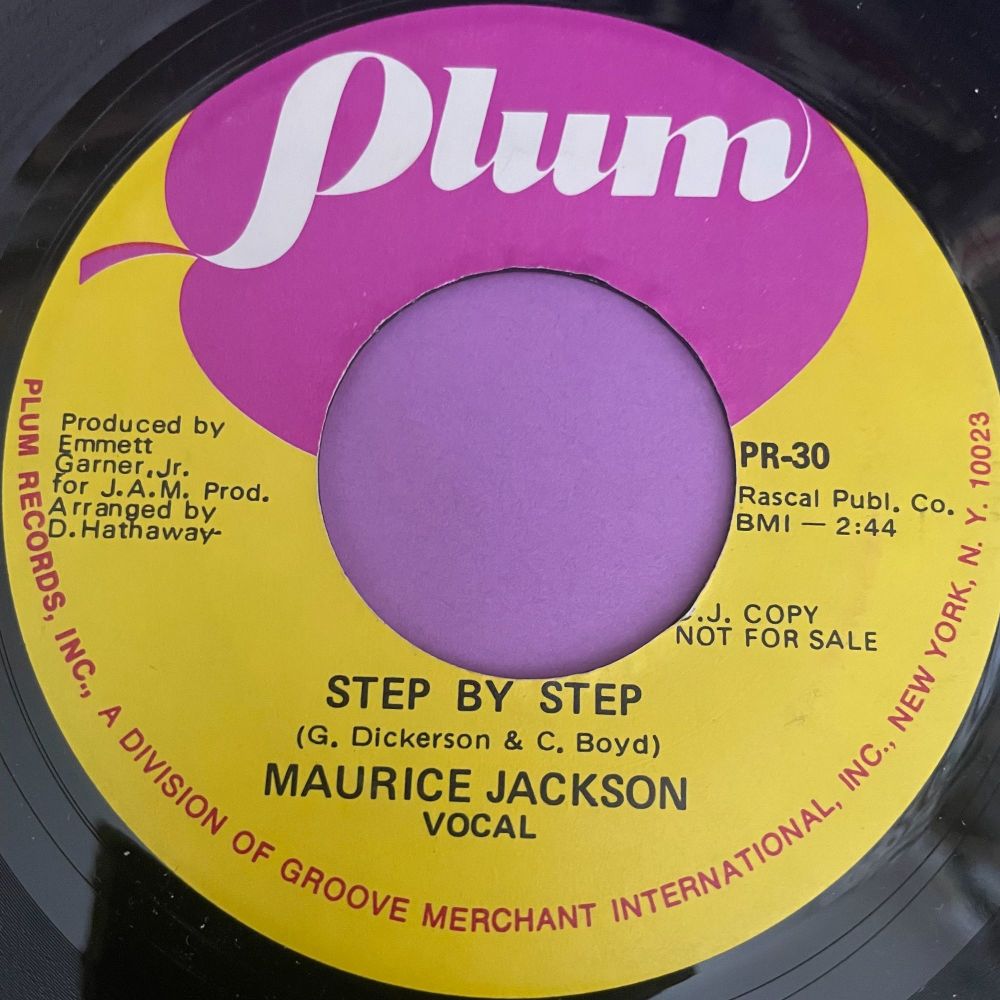 Plum
Produced by
Emmett
Garner, Jr.
for J.A.M. Prod.
Arranged by
D. Hathaway
PR-30
Rascal Publ. Co.
BMI — 2:44
.J. COPY
NOT FOR SALE
STEP BY STEP
(G. Dickerson & C. Boyd)
MAURICE JACKSON
VOCAL
PLUM RECORDS, INC., A DIVISION OF GROOVE MERCHANT INTERNATIONAL, INC., NEW YORK, N. Y. 10023